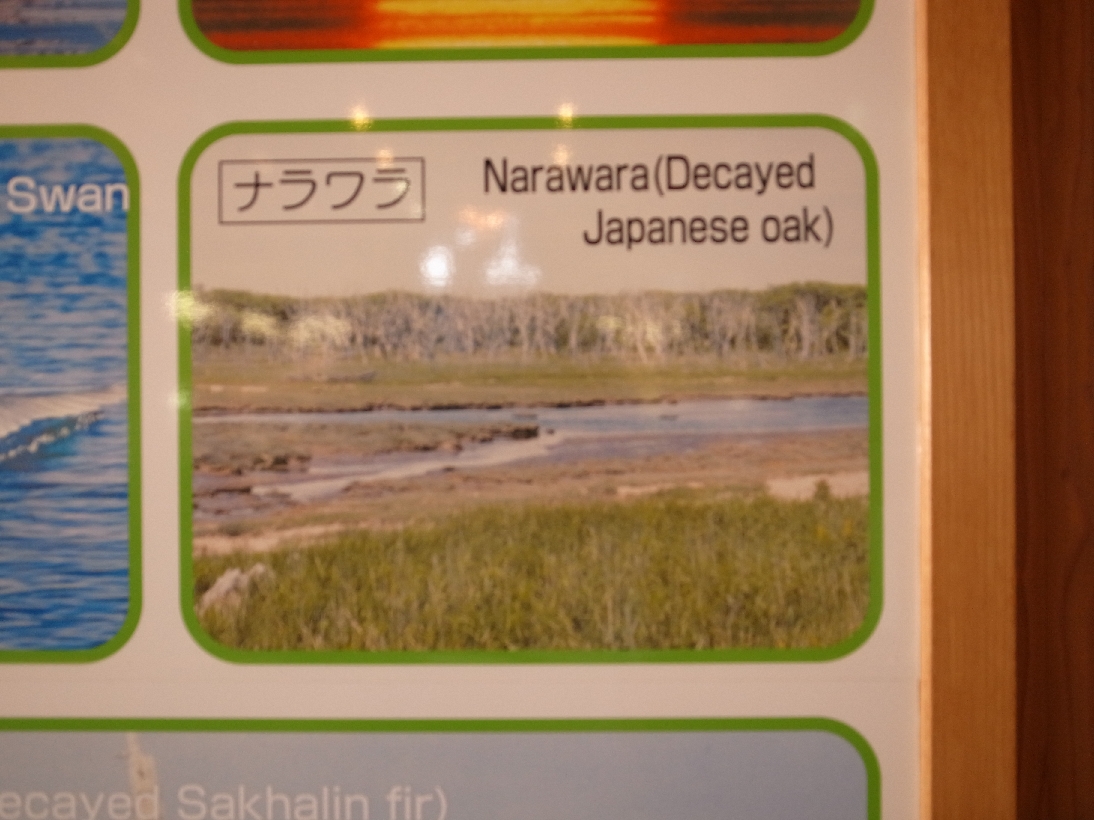 Swan
ナラワラ
Narawara(Decayed
Japanese oak)
ecayed Sakhalin fir)